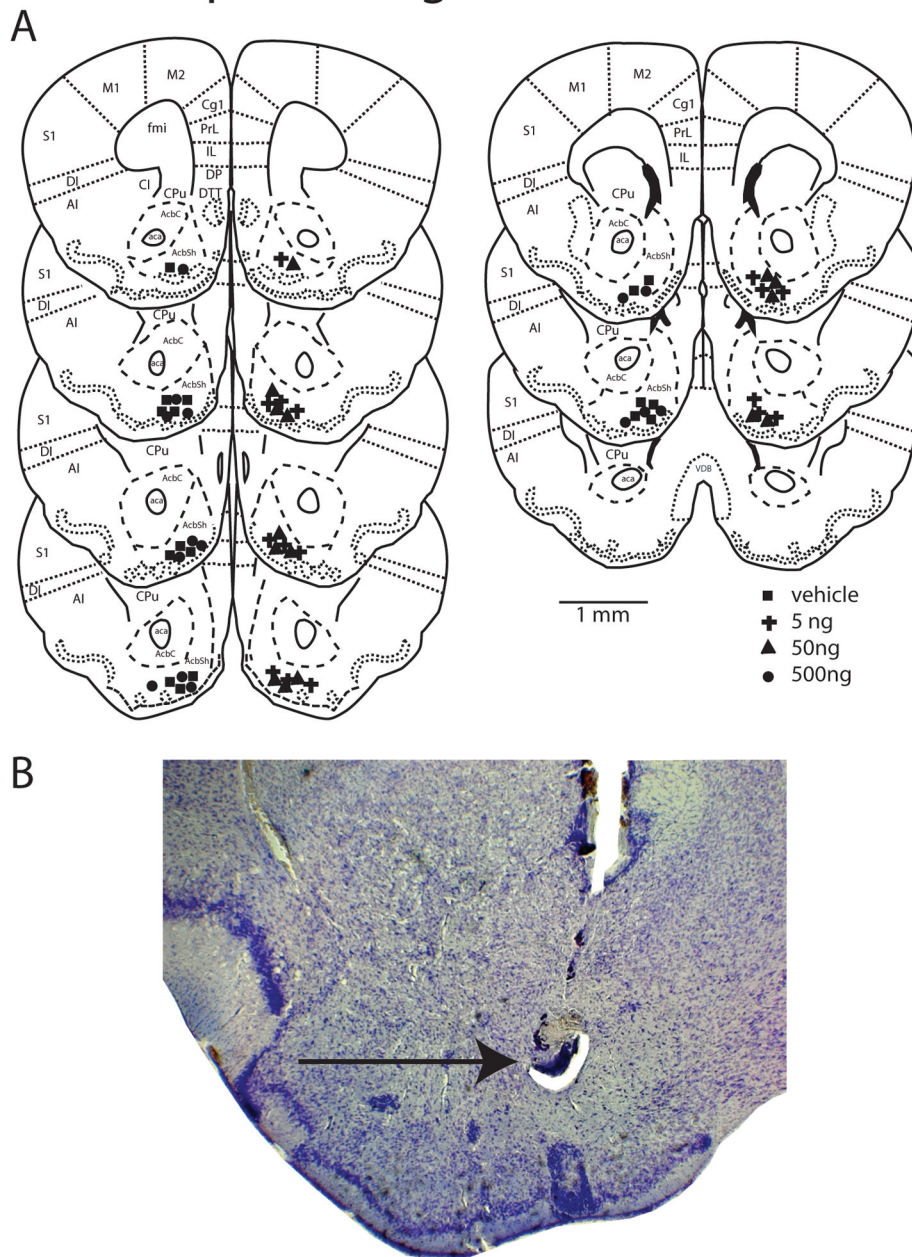 A
M1
M2
S1
fmi
Cg1
PrL
IL
DP
DTT
DI
AI
CI
CPu
AcbC
aca
AcbSh
S1
DI
AI
CPu
AcbC
aca
AcbSh
S1
DI
AI
CPu
AcbC
aca
AcbSh
S1
DI
AI
CPu
aca
AcbC
AcbSh
M1
M2
S1
Cg1
PrL
IL
DI
AI
CPu
AcbC
aca
AcbSh
S1
DI
AI
CPu
aca
AcbC
AcbSh
S1
DI
AI
CPu
aca
VDB
1 mm
vehicle
5 ng
50ng
500ng
B